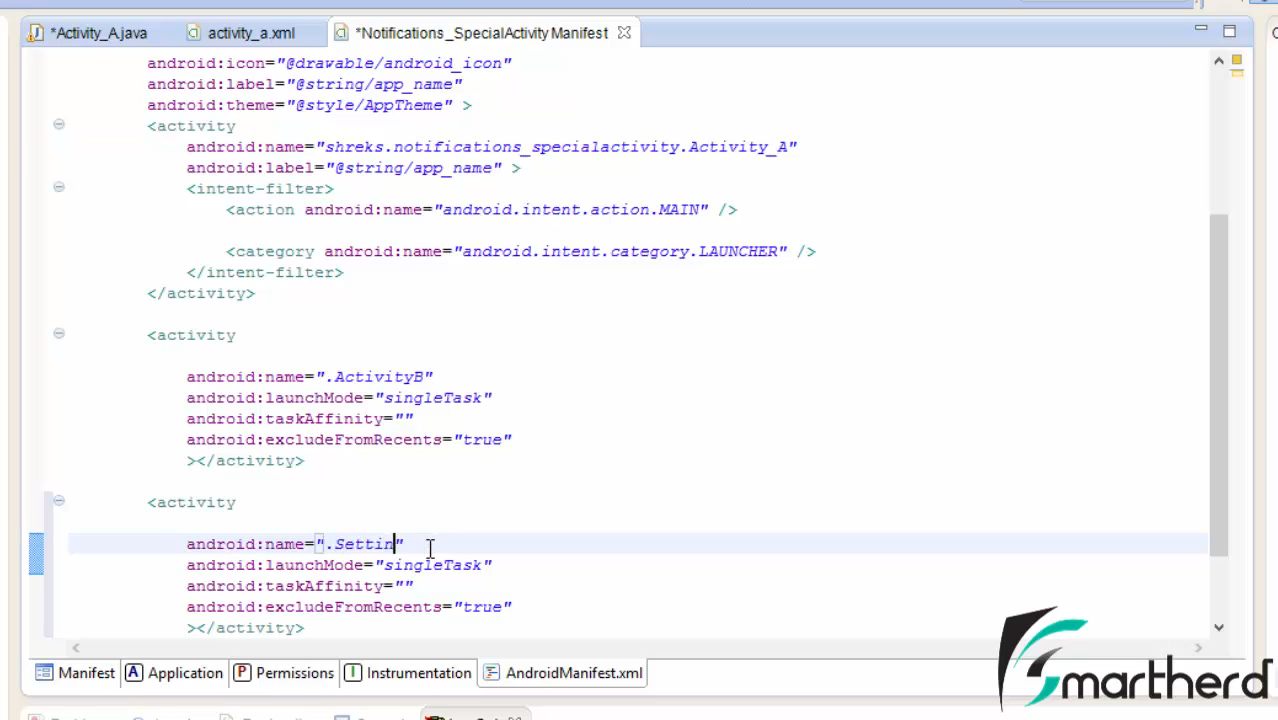 *Activity_A.java activity_a.xml *Notifications_SpecialActivity Manifest
android:icon="@drawable/android_icon"
android:label="@string/app_name"
android:theme="@style/AppTheme" >
<activity
android:name="shreks.notifications_specialactivity.Activity_A"
android:label="@string/app_name" >
<intent-filter>
<action android:name="android.intent.action.MAIN" />
<category android:name="android.intent.category.LAUNCHER" />
</intent-filter>
</activity>
<activity
android:name=".ActivityB"
android:launchMode="singleTask"
android:taskAffinity=""
android:excludeFromRecents="true"
></activity>
<activity
android:name=".Settin"
android:launchMode="singleTask"
android:taskAffinity=""
android:excludeFromRecents="true"
></activity>
Manifest A Application P Permissions I Instrumentation AndroidManifest.xml
Smartherd